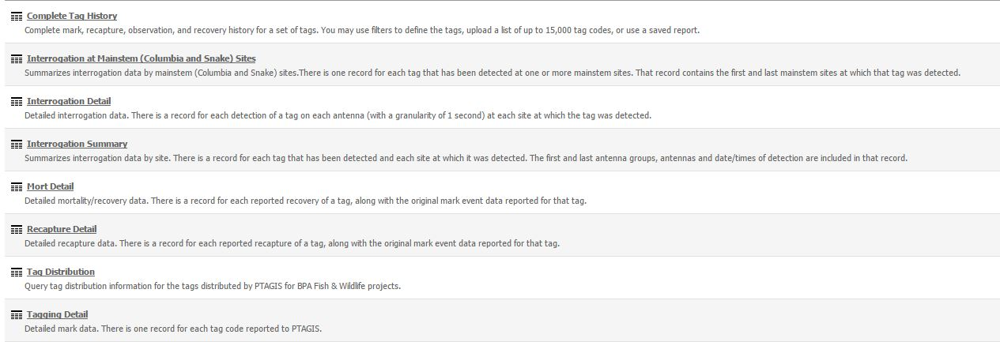 Complete Tag History
Complete mark, recapture, observation, and recovery history for a set of tags. You may use filters to define the tags, upload a list of up to 15,000 tag codes, or use a saved report.
Interrogation at Mainstem (Columbia and Snake) Sites
Summarizes interrogation data by mainstem (Columbia and Snake) sites.There is one record for each tag that has been detected at one or more mainstem sites. That record contains the first and last mainstem sites at which that tag was detected.
Interrogation Detail
Detailed interrogation data. There is a record for each detection of a tag on each antenna (with a granularity of 1 second) at each site at which the tag was detected.
Interrogation Summary
Summarizes interrogation data by site. There is a record for each tag that has been detected and each site at which it was detected. The first and last antenna groups, antennas and date/times of detection are included in that record.
Mort Detail
Detailed mortality/recovery data. There is a record for each reported recovery of a tag, along with the original mark event data reported for that tag.
Recapture Detail
Detailed recapture data. There is a record for each reported recapture of a tag, along with the original mark event data reported for that tag.
Tag Distribution
Query tag distribution information for the tags distributed by PTAGIS for BPA Fish & Wildlife projects.
Tagging Detail
Detailed mark data. There is one record for each tag code reported to PTAGIS.